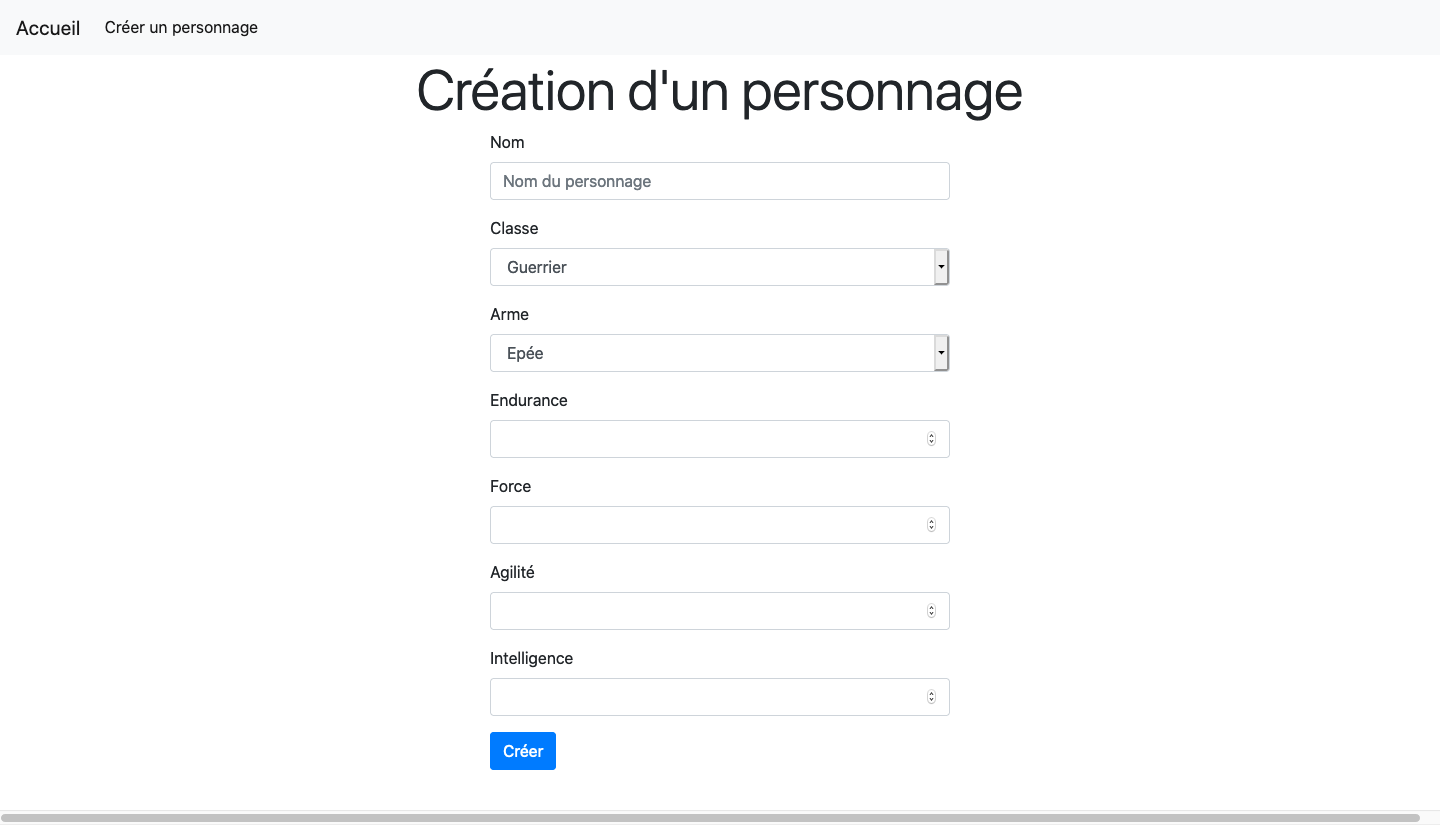 Accueil Créer un personnage
Création d'un personnage
Nom
Nom du personnage
Classe
Guerrier
Arme
Epée
Endurance
Force
Agilité
Intelligence
Créer